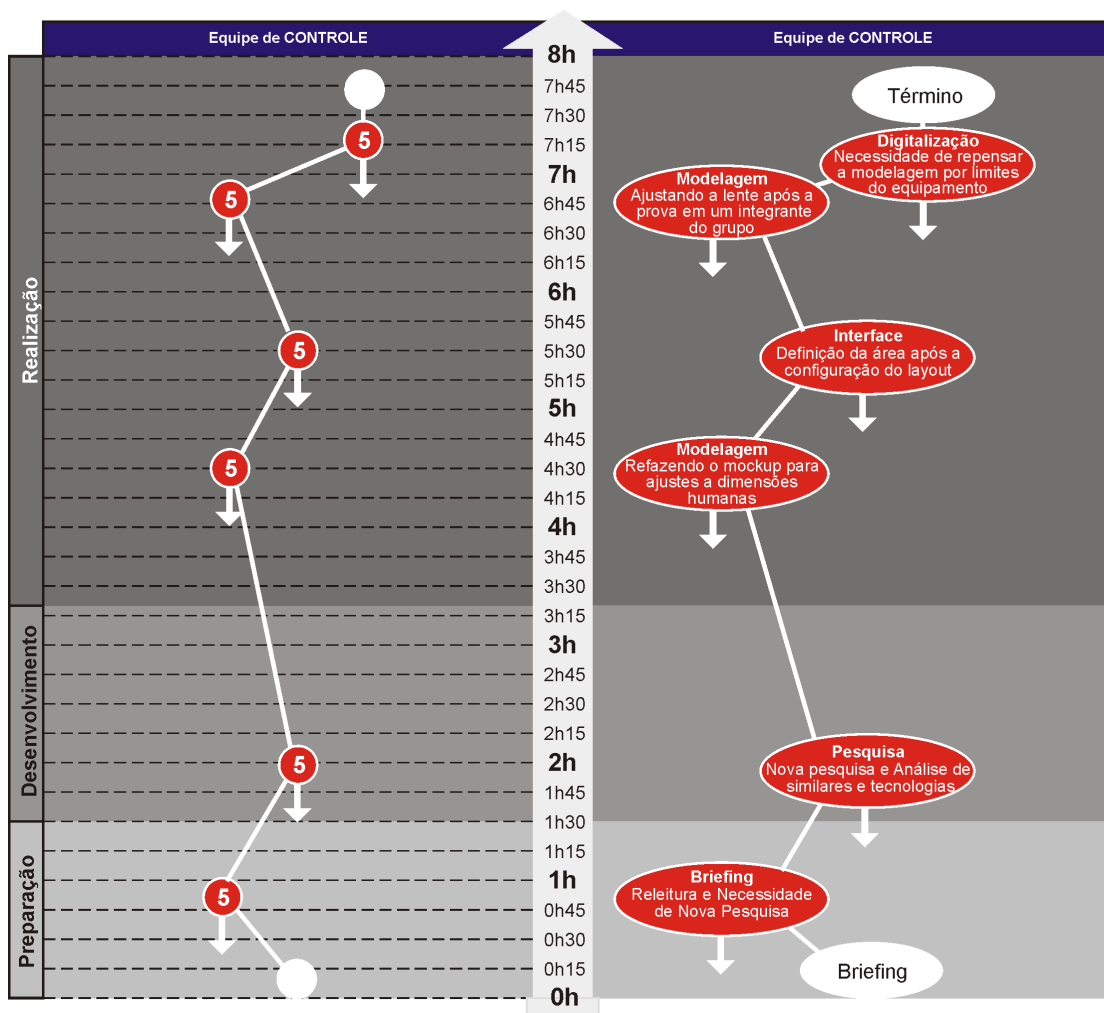 Equipe de CONTROLE
Equipe de CONTROLE
8h
7h45
7h30
7h15
7h
6h45
6h30
6h15
6h
5h45
5h30
5h15
5h
4h45
4h30
4h15
4h
3h45
3h30
3h15
3h
2h45
2h30
2h15
2h
1h45
1h30
1h15
1h
0h45
0h30
0h15
0h
Realização
Desenvolvimento
Preparação
5
5
5
5
5
5
Término
Digitalização
Necessidade de repensar
a modelagem por limites
do equipamento
Modelagem
Ajustando a lente após a
prova em um integrante
do grupo
Interface
Definição da área após a
configuração do layout
Modelagem
Refazendo o mockup para
ajustes a dimensões
humanas
Pesquisa
Nova pesquisa e Análise de
similares e tecnologias
Briefing
Releitura e Necessidade
de Nova Pesquisa
Briefing